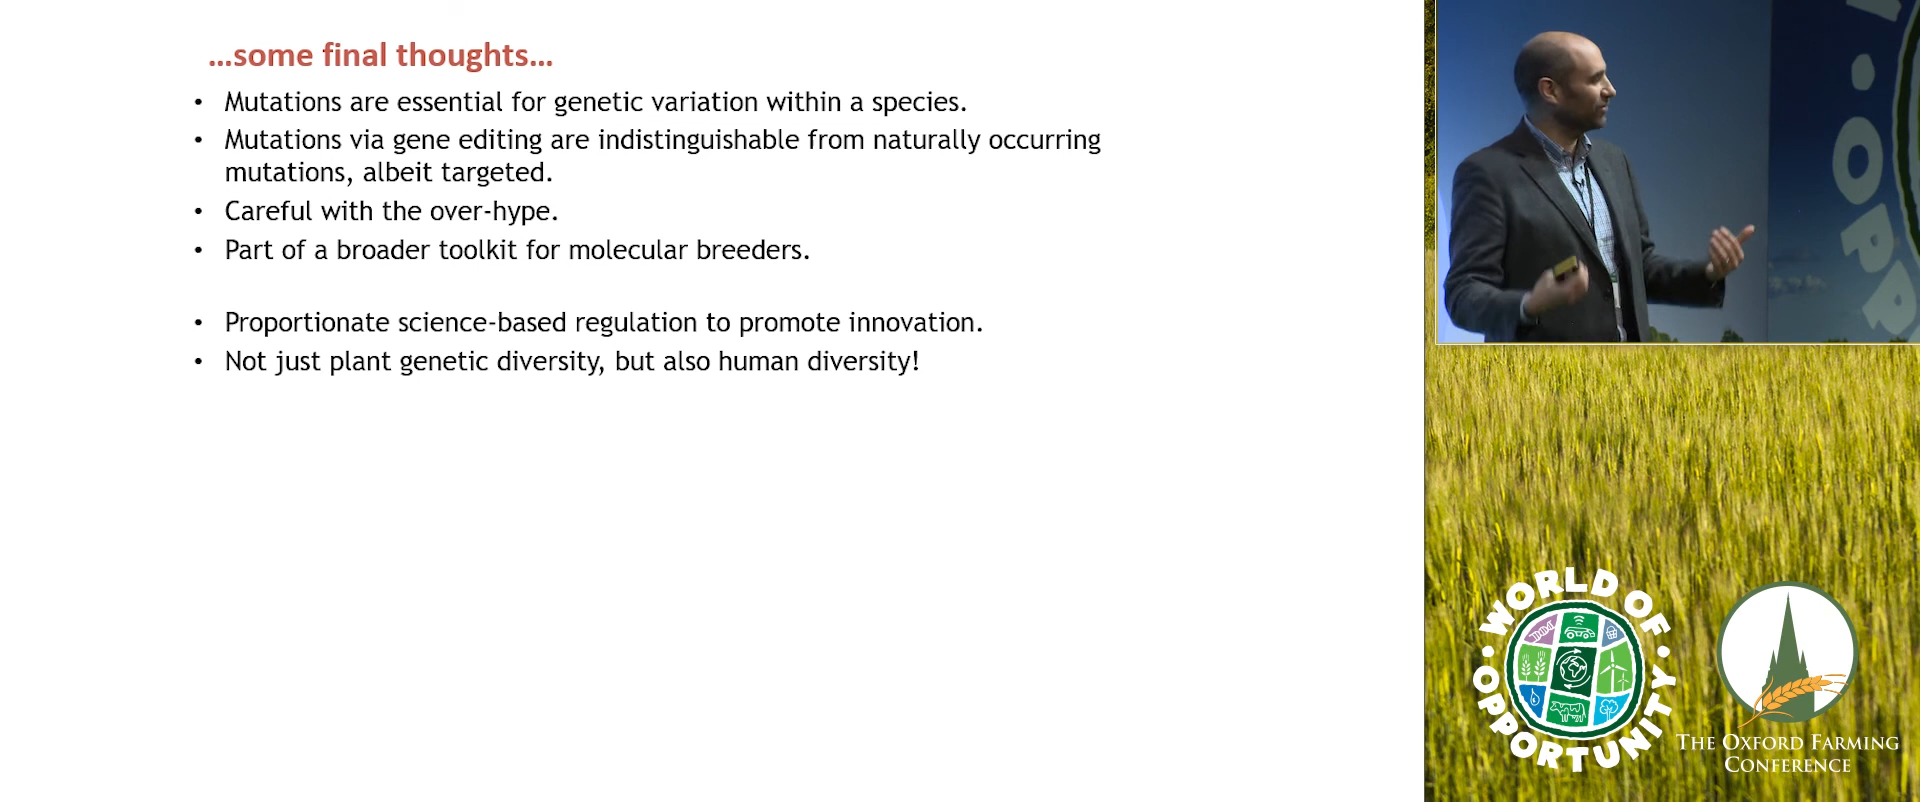 ...some final thoughts...
• Mutations are essential for genetic variation within a species.
• Mutations via gene editing are indistinguishable from naturally occurring
mutations, albeit targeted.
• Careful with the over-hype.
• Part of a broader toolkit for molecular breeders.
• Proportionate science-based regulation to promote innovation.
• Not just plant genetic diversity, but also human diversity!
· OPP
WORLD OF
· OPPORTUNITY ·
THE OXFORD FARMING
CONFERENCE